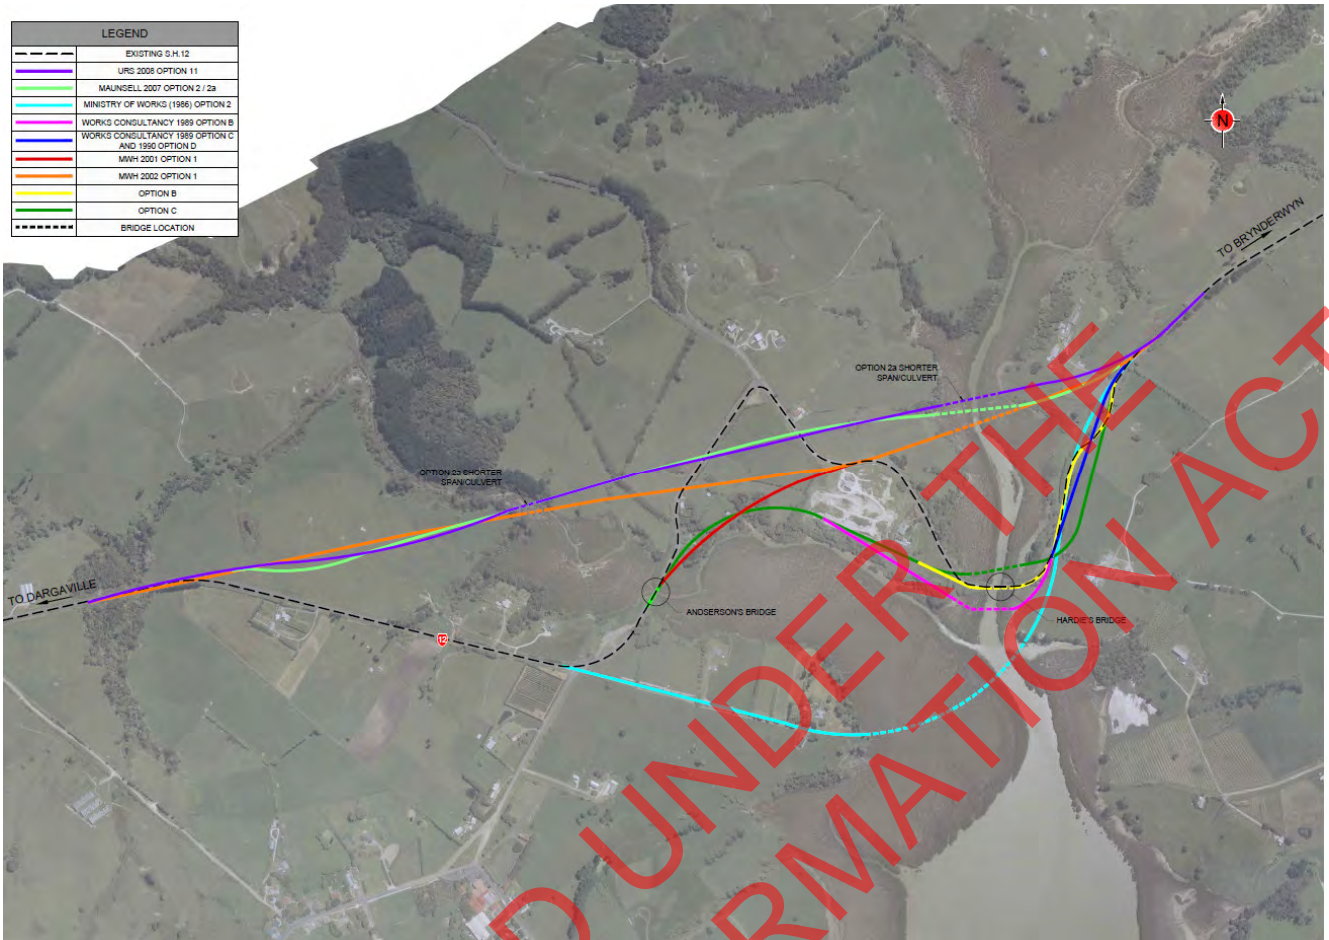 LEGEND
EXISTING S.H.12
URS 2008 OPTION 11
MAUNSELL 2007 OPTION 2 / 2a
MINISTRY OF WORKS (1986) OPTION 2
WORKS CONSULTANCY 1989 OPTION B
WORKS CONSULTANCY 1989 OPTION C
AND 1990 OPTION D
MWH 2001 OPTION 1
MWH 2002 OPTION 1
OPTION B
OPTION C
BRIDGE LOCATION
N
TO BRYNDERWYN
OPTION 2a SHORTER
SPAN/CULVERT
OPTION 2a SHORTER
SPAN/CULVERT
TO DARGAVILLE
ANDSERSON'S BRIDGE
HARDIE'S BRIDGE
12
D UNDER THE
ORMATION ACT